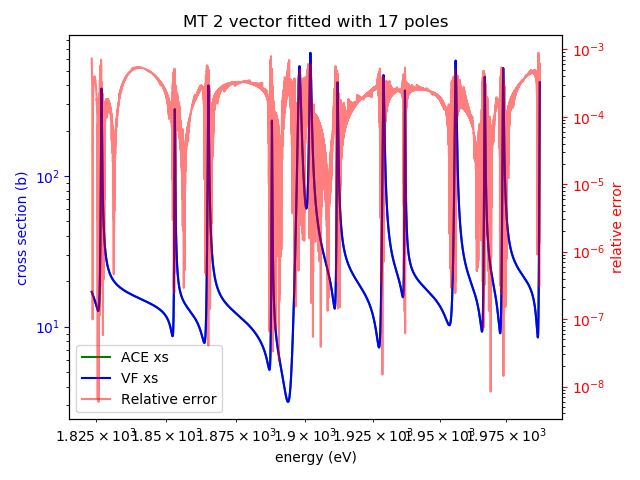 MT 2 vector fitted with 17 poles
cross section (b)
10²
10¹
10⁻³
10⁻⁴
10⁻⁵
10⁻⁶
10⁻⁷
10⁻⁸
relative error
ACE xs
VF xs
Relative error
1.825 × 10³ 1.85 × 10³ 1.875 × 10³ 1.9 × 10³ 1.925 × 10³ 1.95 × 10³ 1.975 × 10³
energy (eV)